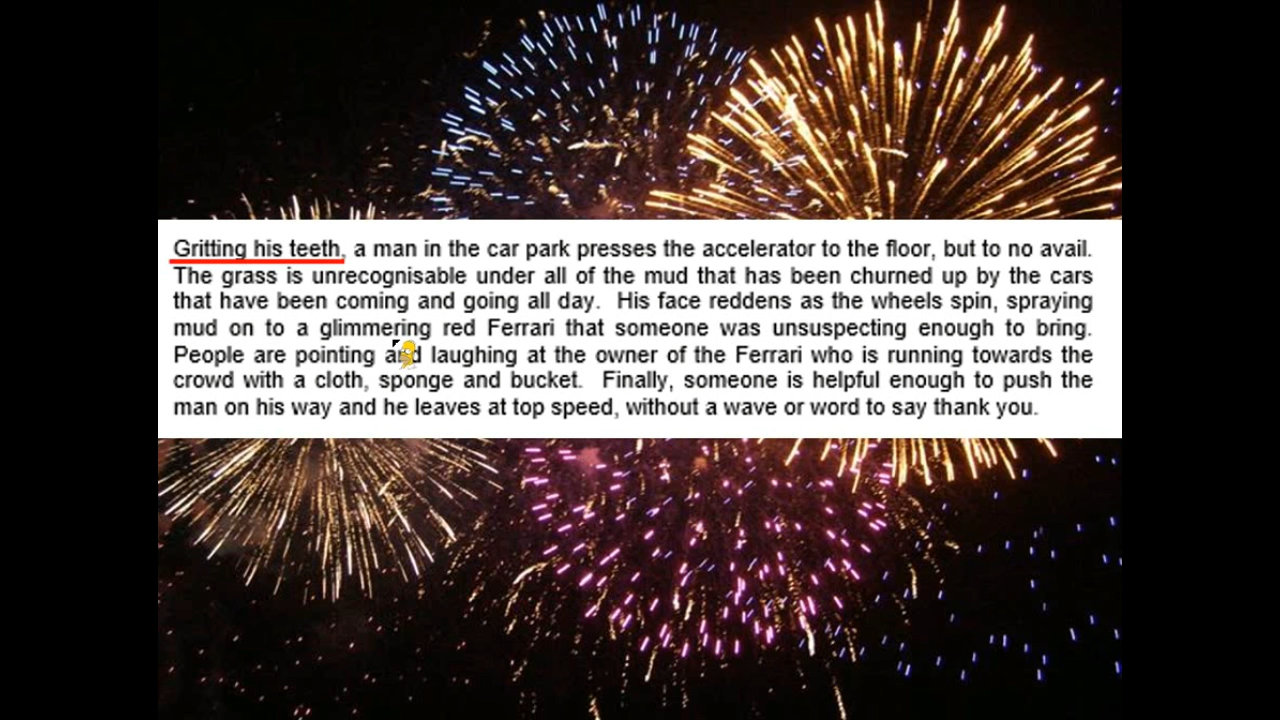 Gritting his teeth, a man in the car park presses the accelerator to the floor, but to no avail.
The grass is unrecognisable under all of the mud that has been churned up by the cars
that have been coming and going all day. His face reddens as the wheels spin, spraying
mud on to a glimmering red Ferrari that someone was unsuspecting enough to bring.
People are pointing and laughing at the owner of the Ferrari who is running towards the
crowd with a cloth, sponge and bucket. Finally, someone is helpful enough to push the
man on his way and he leaves at top speed, without a wave or word to say thank you.